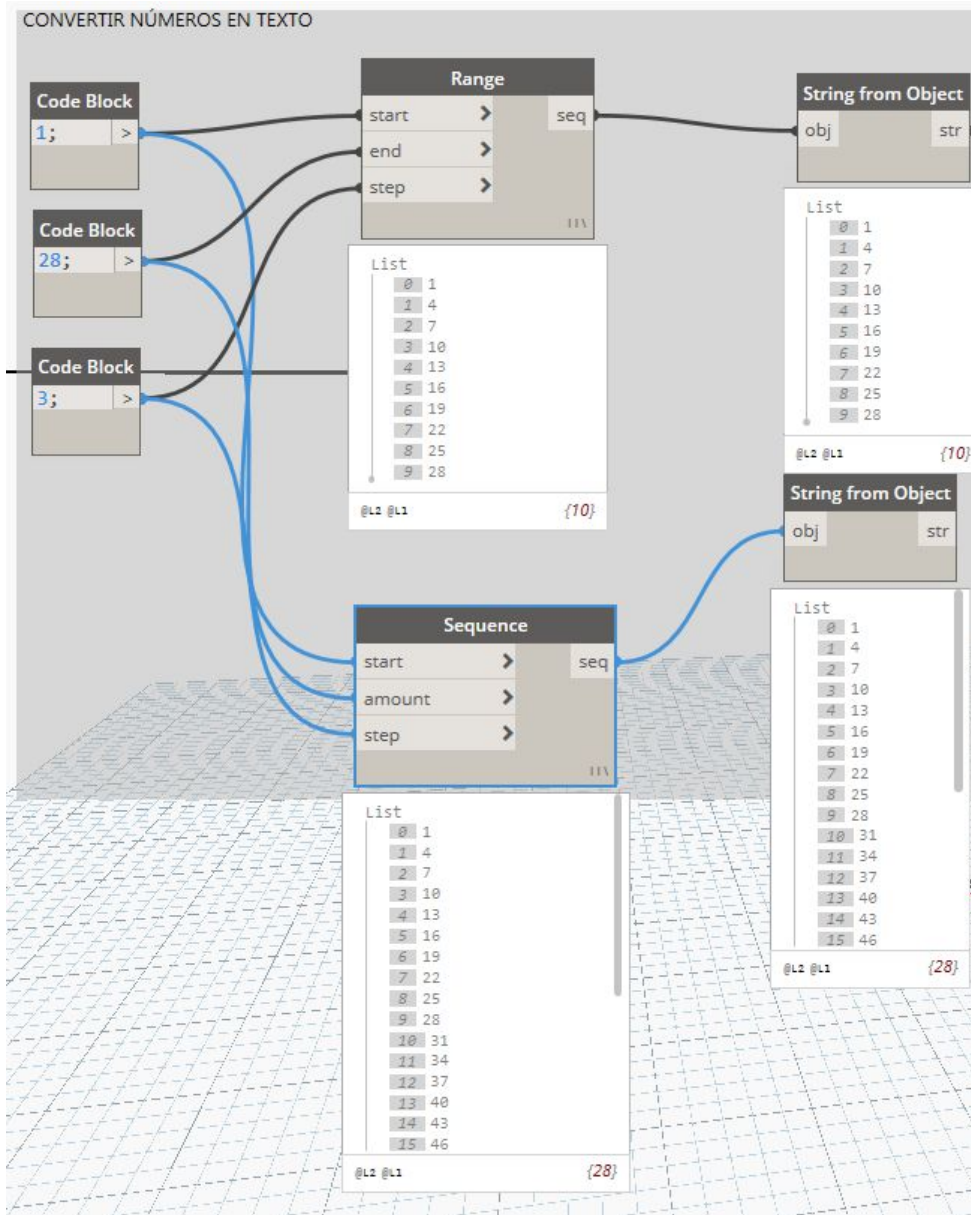 CONVERTIR NÚMEROS EN TEXTO
Code Block
1; >
Code Block
28; >
Code Block
3; >
Range
start > seq
end >
step >
List
0 1
1 4
2 7
3 10
4 13
5 16
6 19
7 22
8 25
9 28
@L2 @L1 {10}
String from Object
obj str
List
0 1
1 4
2 7
3 10
4 13
5 16
6 19
7 22
8 25
9 28
@L2 @L1 {10}
String from Object
obj str
List
0 1
1 4
2 7
3 10
4 13
5 16
6 19
7 22
8 25
9 28
10 31
11 34
12 37
13 40
14 43
15 46
@L2 @L1 {28}
Sequence
start > seq
amount >
step >
List
0 1
1 4
2 7
3 10
4 13
5 16
6 19
7 22
8 25
9 28
10 31
11 34
12 37
13 40
14 43
15 46
@L2 @L1 {28}